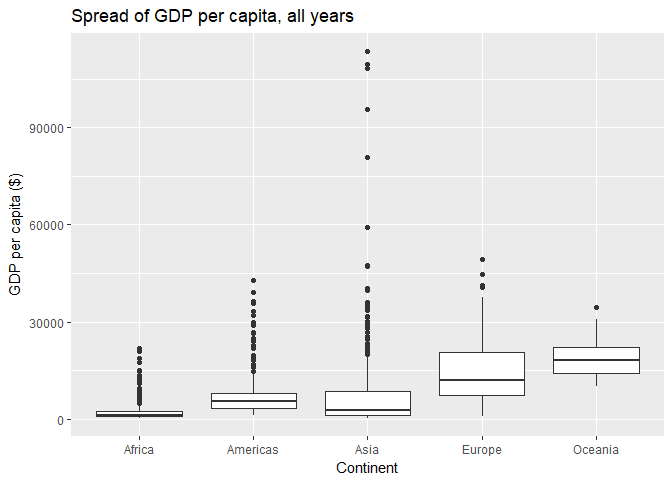 Spread of GDP per capita, all years
GDP per capita ($)
90000
60000
30000
0
Africa Americas Asia Europe Oceania
Continent